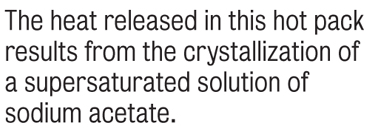 The heat released in this hot pack
results from the crystallization of
a supersaturated solution of
sodium acetate.